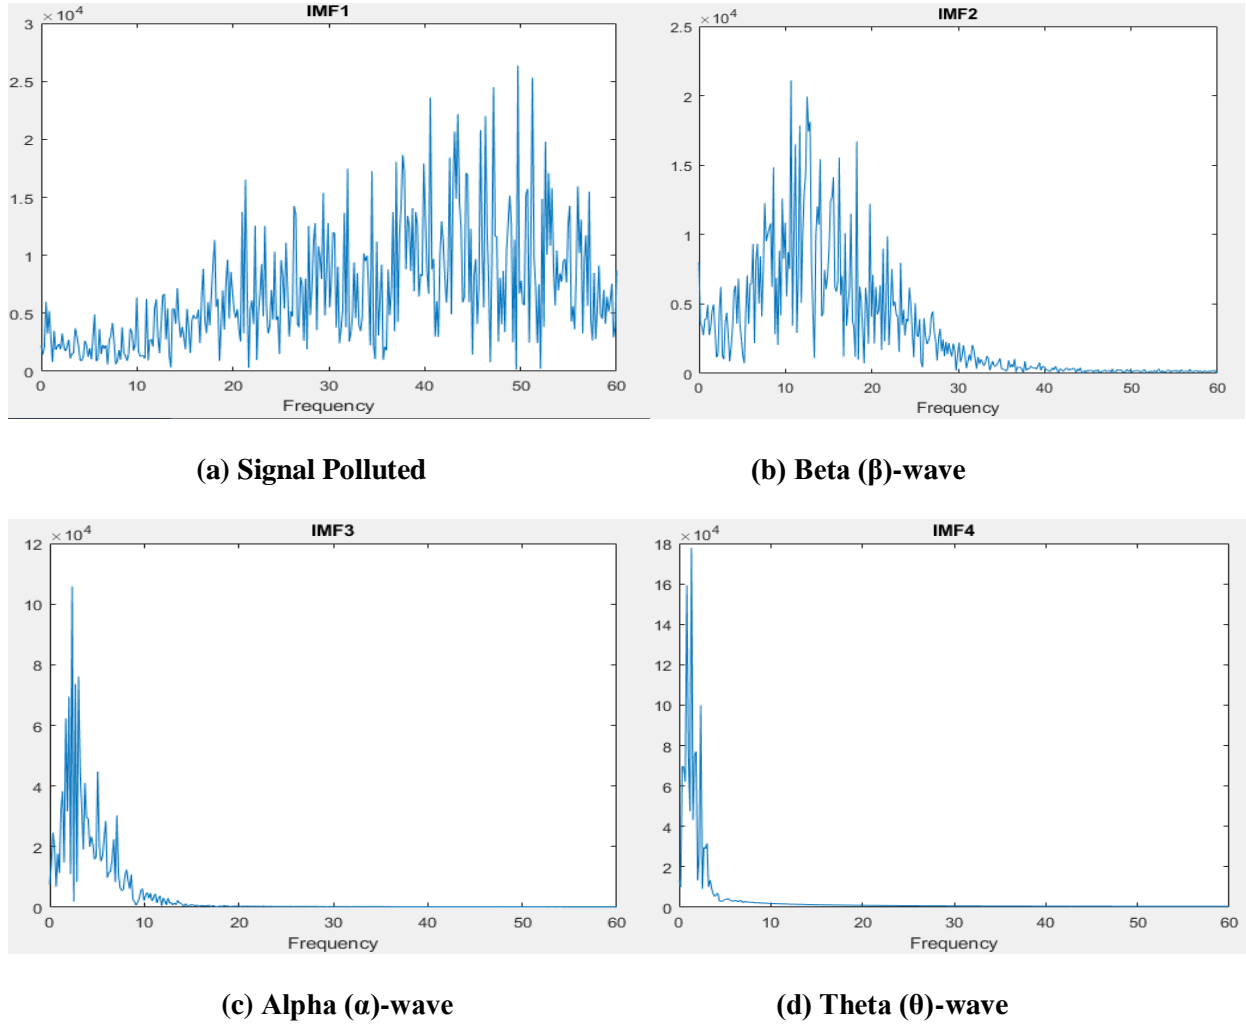 IMF1
×10^4
3
2.5
2
1.5
1
0.5
0
0 10 20 30 40 50 60
Frequency
(a) Signal Polluted
IMF2
×10^4
2.5
2
1.5
1
0.5
0
0 10 20 30 40 50 60
Frequency
(b) Beta (β)-wave
IMF3
×10^4
12
10
8
6
4
2
0
0 10 20 30 40 50 60
Frequency
(c) Alpha (α)-wave
IMF4
×10^4
18
16
14
12
10
8
6
4
2
0
0 10 20 30 40 50 60
Frequency
(d) Theta (θ)-wave